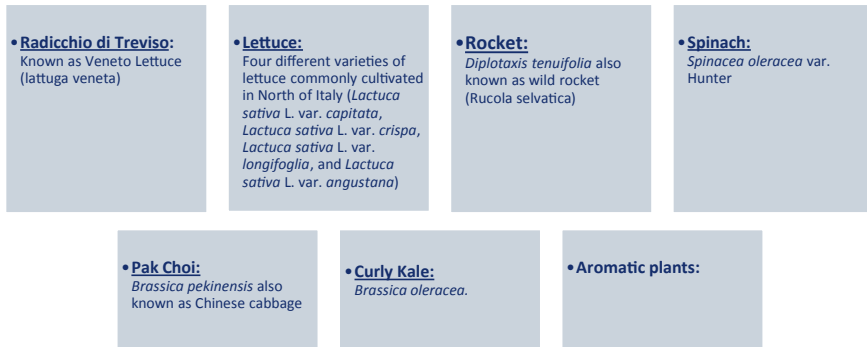 • Radicchio di Treviso:
Known as Veneto Lettuce
(lattuga veneta)
• Lettuce:
Four different varieties of
lettuce commonly cultivated
in North of Italy (Lactuca
sativa L. var. capitata,
Lactuca sativa L. var. crispa,
Lactuca sativa L. var.
longifoglia, and Lactuca
sativa L. var. angustana)
• Rocket:
Diplotaxis tenuifolia also
known as wild rocket
(Rucola selvatica)
• Spinach:
Spinacea oleracea var.
Hunter
• Pak Choi:
Brassica pekinensis also
known as Chinese cabbage
• Curly Kale:
Brassica oleracea.
• Aromatic plants: